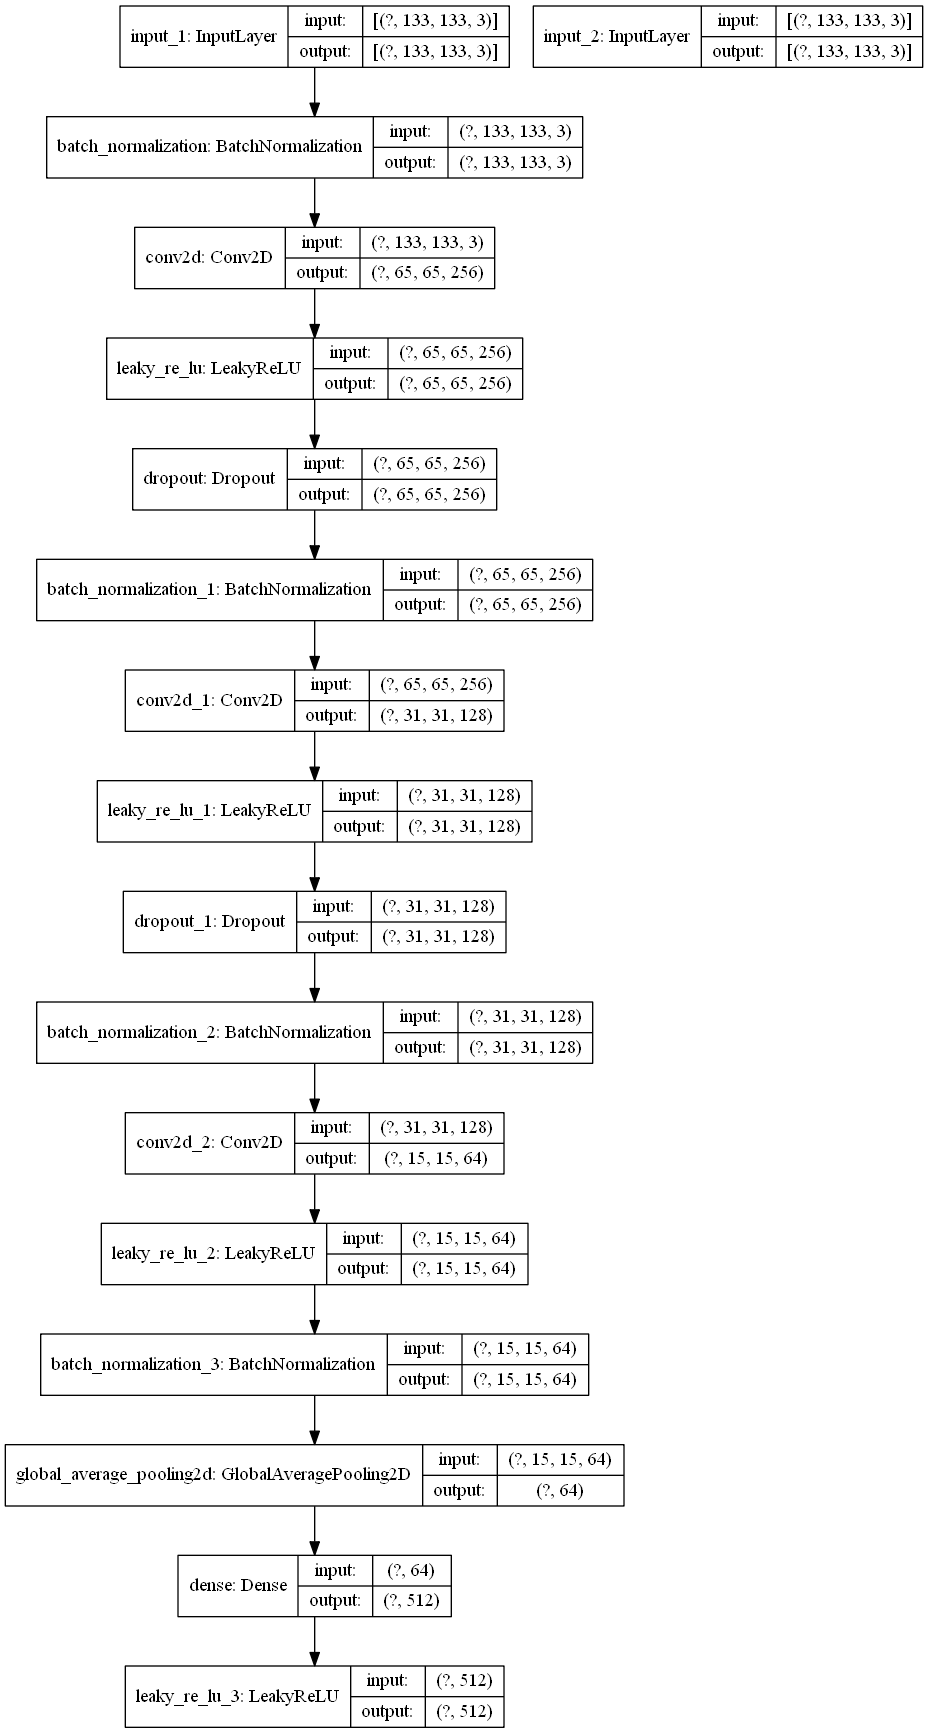 input_1: InputLayer
input: [(?, 133, 133, 3)]
output: [(?, 133, 133, 3)]
input_2: InputLayer
input: [(?, 133, 133, 3)]
output: [(?, 133, 133, 3)]
batch_normalization: BatchNormalization
input: (?, 133, 133, 3)
output: (?, 133, 133, 3)
conv2d: Conv2D
input: (?, 133, 133, 3)
output: (?, 65, 65, 256)
leaky_re_lu: LeakyReLU
input: (?, 65, 65, 256)
output: (?, 65, 65, 256)
dropout: Dropout
input: (?, 65, 65, 256)
output: (?, 65, 65, 256)
batch_normalization_1: BatchNormalization
input: (?, 65, 65, 256)
output: (?, 65, 65, 256)
conv2d_1: Conv2D
input: (?, 65, 65, 256)
output: (?, 31, 31, 128)
leaky_re_lu_1: LeakyReLU
input: (?, 31, 31, 128)
output: (?, 31, 31, 128)
dropout_1: Dropout
input: (?, 31, 31, 128)
output: (?, 31, 31, 128)
batch_normalization_2: BatchNormalization
input: (?, 31, 31, 128)
output: (?, 31, 31, 128)
conv2d_2: Conv2D
input: (?, 31, 31, 128)
output: (?, 15, 15, 64)
leaky_re_lu_2: LeakyReLU
input: (?, 15, 15, 64)
output: (?, 15, 15, 64)
batch_normalization_3: BatchNormalization
input: (?, 15, 15, 64)
output: (?, 15, 15, 64)
global_average_pooling2d: GlobalAveragePooling2D
input: (?, 15, 15, 64)
output: (?, 64)
dense: Dense
input: (?, 64)
output: (?, 512)
leaky_re_lu_3: LeakyReLU
input: (?, 512)
output: (?, 512)